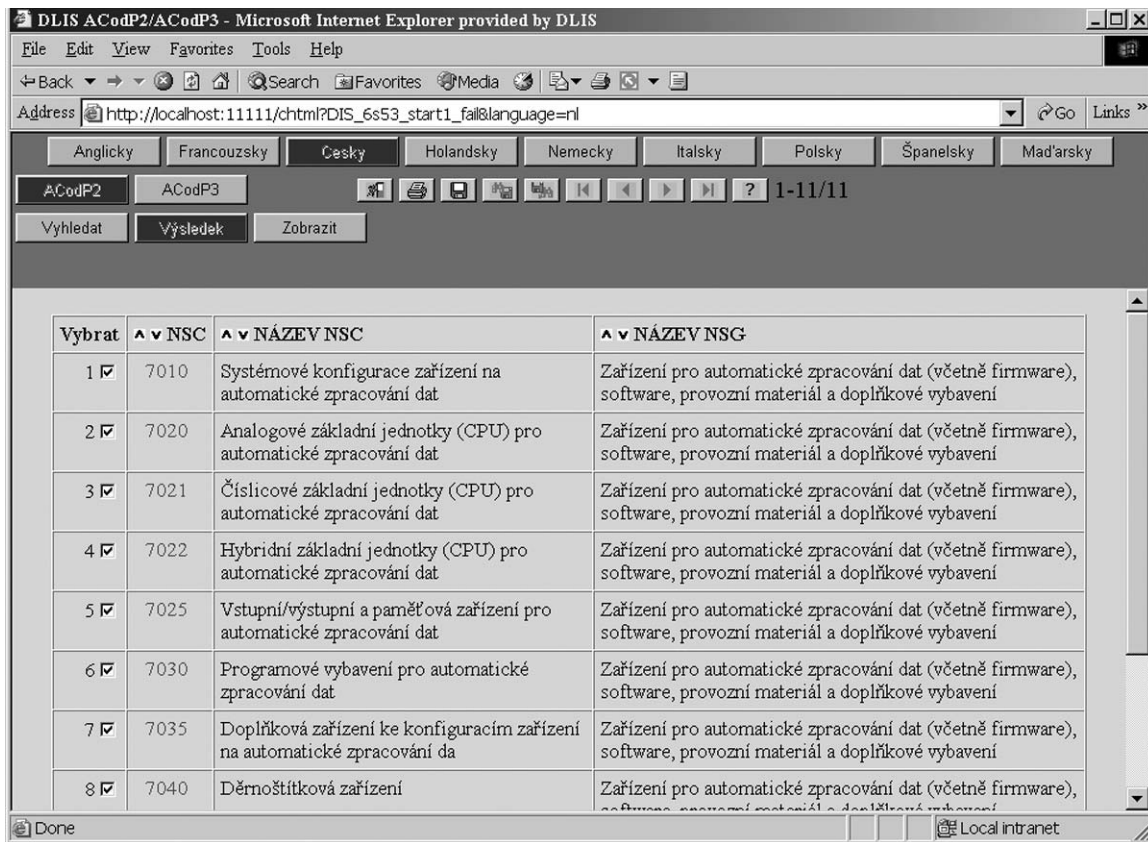 DLIS ACodP2/ACodP3 - Microsoft Internet Explorer provided by DLIS
File Edit View Favorites Tools Help
Back Search Favorites Media
Address http://localhost:11111/chtml?DIS_6s53_start1_fail&language=nl Go Links »
Anglicky Francouzsky Cesky Holandsky Nemecky Italsky Polsky Španelsky Maďarsky
ACodP2 ACodP3 ? 1-11/11
Vyhledat Výsledek Zobrazit
Vybrat NSC NÁZEV NSC NÁZEV NSG
1 7010 Systémové konfigurace zařízení na Zařízení pro automatické zpracování dat (včetně firmware),
automatické zpracování dat software, provozní materiál a doplňkové vybavení
2 7020 Analogové základní jednotky (CPU) pro Zařízení pro automatické zpracování dat (včetně firmware),
automatické zpracování dat software, provozní materiál a doplňkové vybavení
3 7021 Číslicové základní jednotky (CPU) pro Zařízení pro automatické zpracování dat (včetně firmware),
automatické zpracování dat software, provozní materiál a doplňkové vybavení
4 7022 Hybridní základní jednotky (CPU) pro Zařízení pro automatické zpracování dat (včetně firmware),
automatické zpracování dat software, provozní materiál a doplňkové vybavení
5 7025 Vstupní/výstupní a paměťová zařízení pro Zařízení pro automatické zpracování dat (včetně firmware),
automatické zpracování dat software, provozní materiál a doplňkové vybavení
6 7030 Programové vybavení pro automatické Zařízení pro automatické zpracování dat (včetně firmware),
zpracování dat software, provozní materiál a doplňkové vybavení
7 7035 Doplňková zařízení ke konfiguracím zařízení Zařízení pro automatické zpracování dat (včetně firmware),
na automatické zpracování da software, provozní materiál a doplňkové vybavení
8 7040 Děrnoštítková zařízení Zařízení pro automatické zpracování dat (včetně firmware),
Done Local intranet